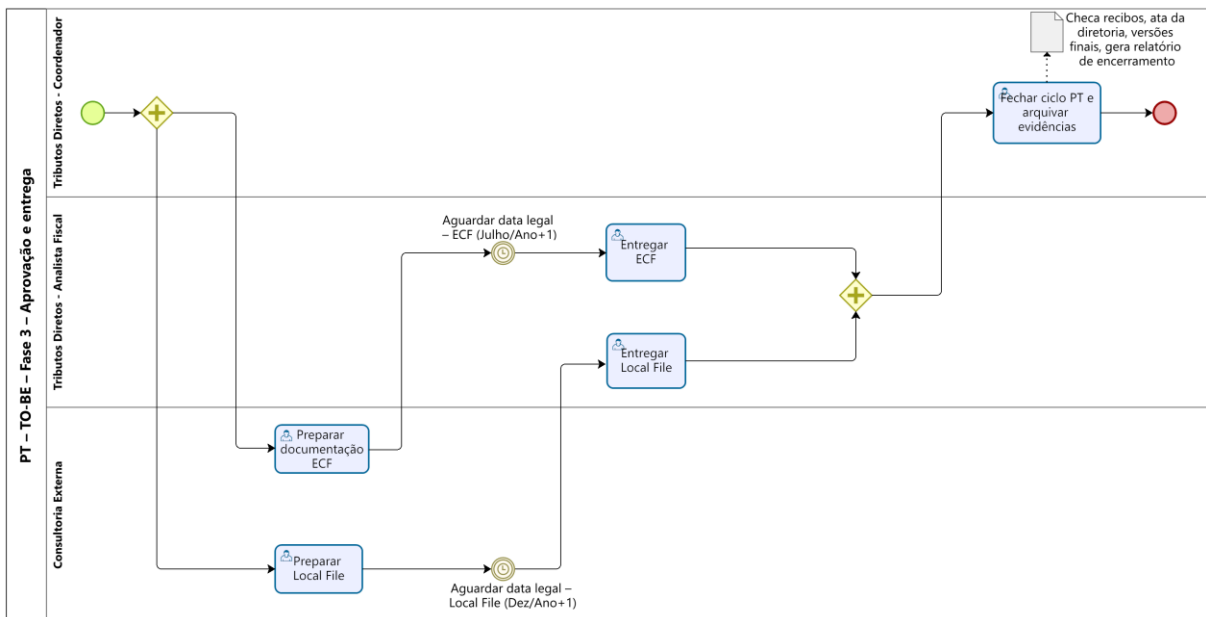 PT – TO-BE – Fase 3 – Aprovação e entrega
Tributos Diretos - Coordenador
Checa recibos, ata da
diretoria, versões
finais, gera relatório
de encerramento
Fechar ciclo PT e
arquivar
evidências
Tributos Diretos - Analista Fiscal
Aguardar data legal
– ECF (Julho/Ano+1)
Entregar
ECF
Entregar
Local File
Consultoria Externa
Preparar
documentação
ECF
Preparar
Local File
Aguardar data legal –
Local File (Dez/Ano+1)